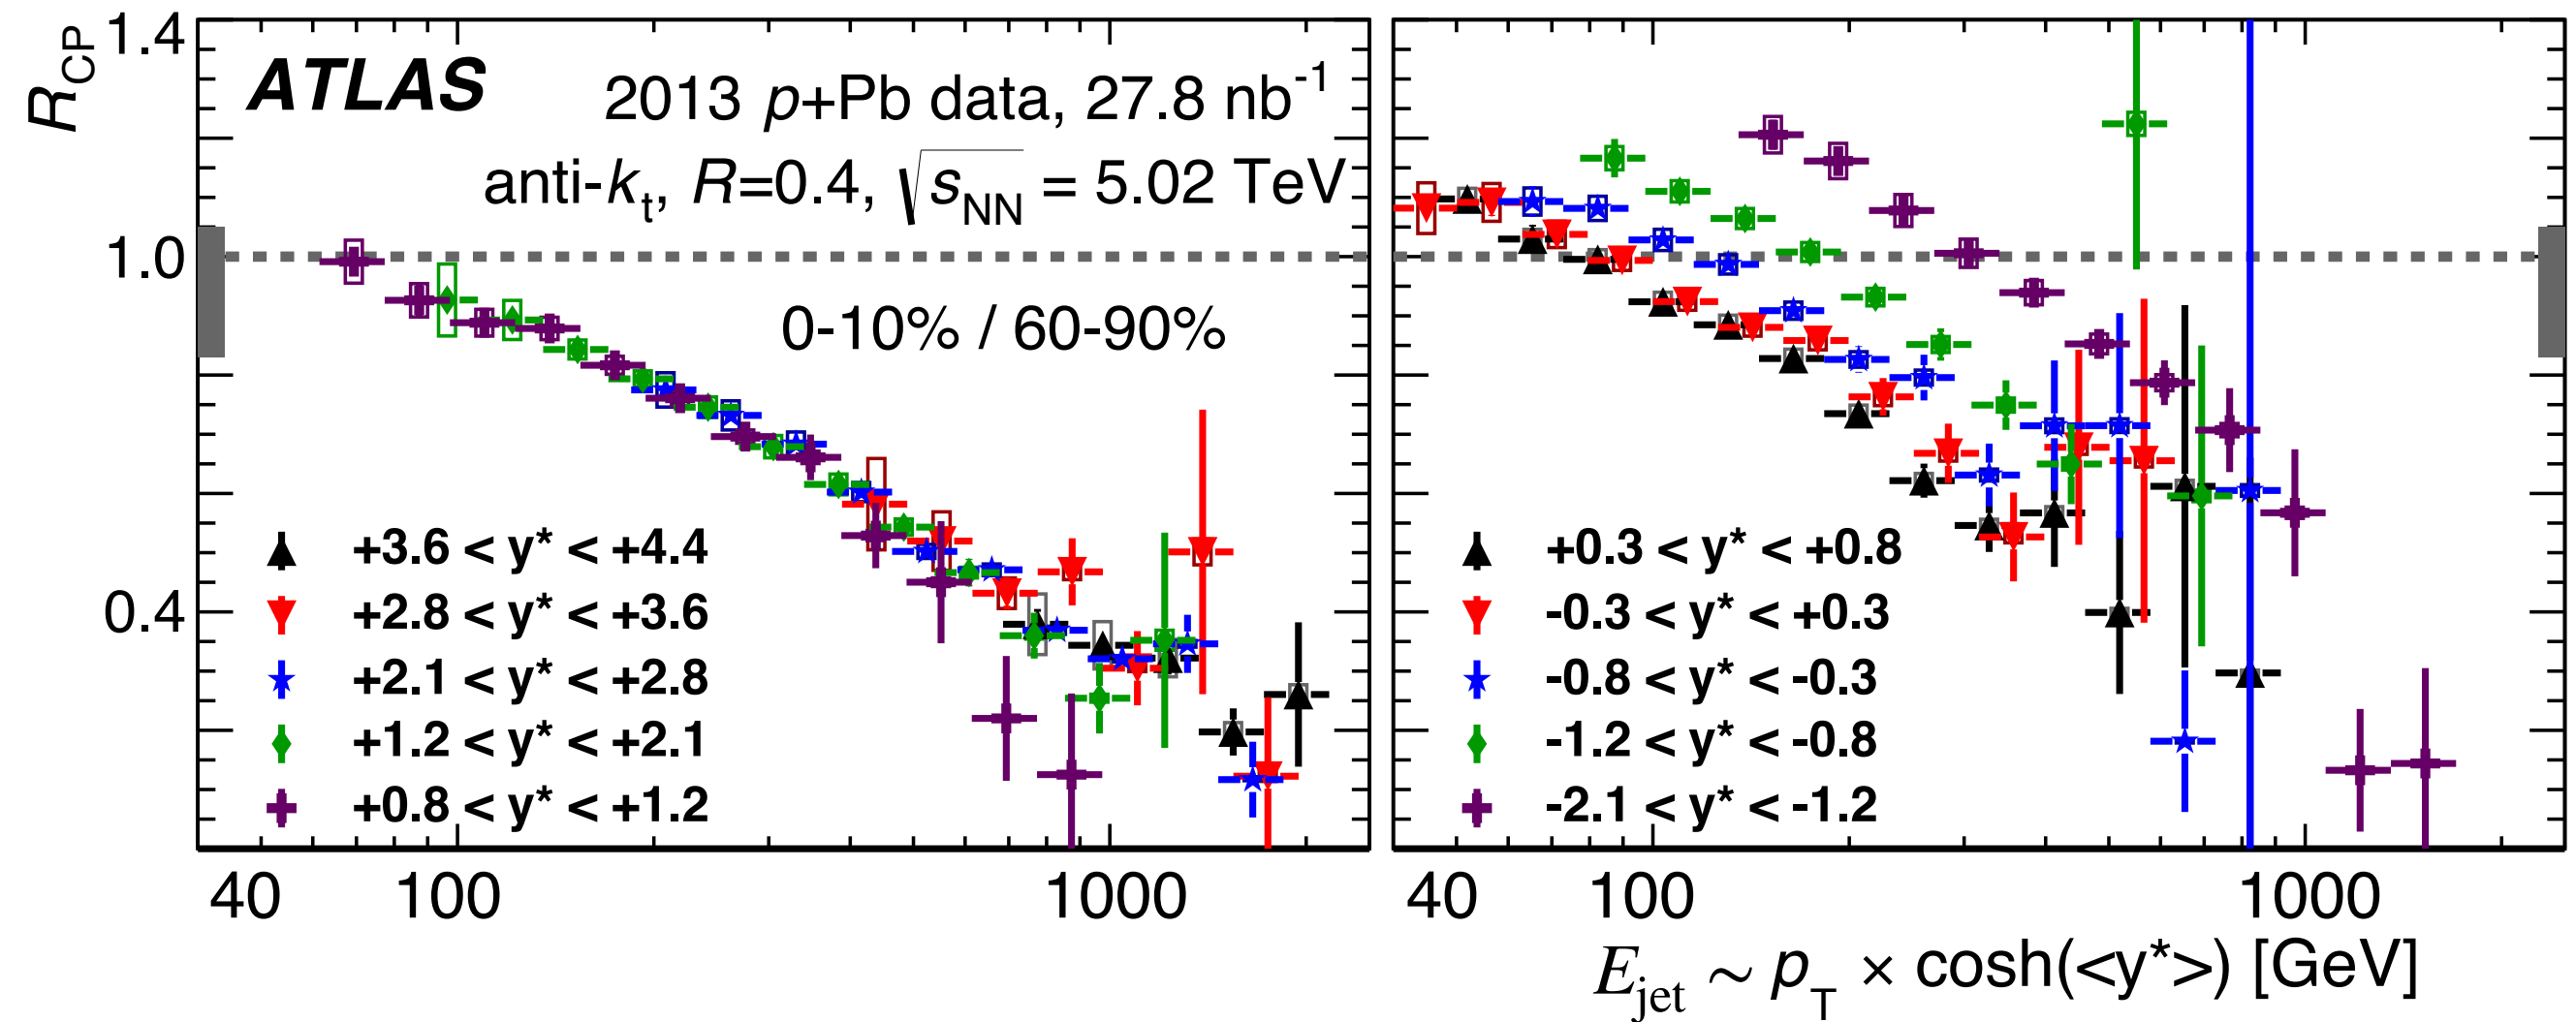 R_CP
1.4
1.0
0.4
ATLAS
2013 p+Pb data, 27.8 nb⁻¹
anti-k_t, R=0.4, √s_NN = 5.02 TeV
0-10% / 60-90%
+3.6 < y* < +4.4
+2.8 < y* < +3.6
+2.1 < y* < +2.8
+1.2 < y* < +2.1
+0.8 < y* < +1.2
40 100 1000
+0.3 < y* < +0.8
-0.3 < y* < +0.3
-0.8 < y* < -0.3
-1.2 < y* < -0.8
-2.1 < y* < -1.2
40 100 1000
E_jet ~ p_T × cosh(<y*>) [GeV]